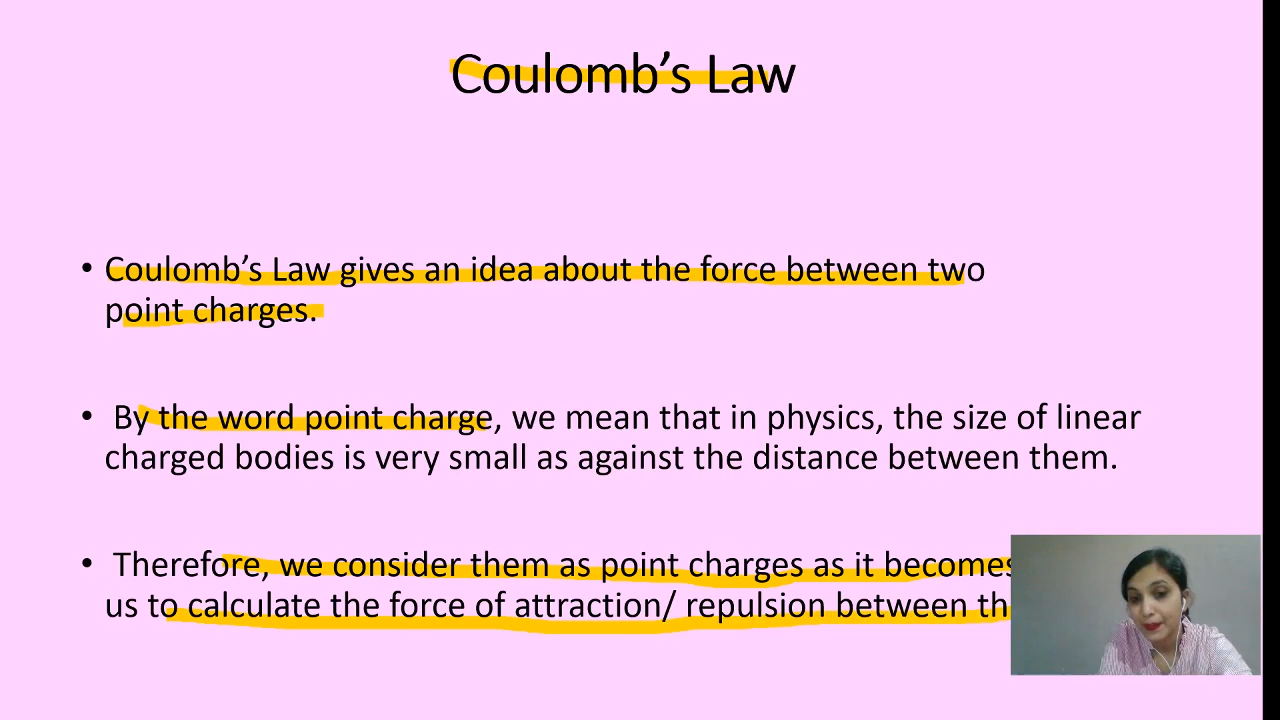 Coulomb’s Law
• Coulomb’s Law gives an idea about the force between two
point charges.
• By the word point charge, we mean that in physics, the size of linear
charged bodies is very small as against the distance between them.
• Therefore, we consider them as point charges as it becomes
us to calculate the force of attraction/ repulsion between